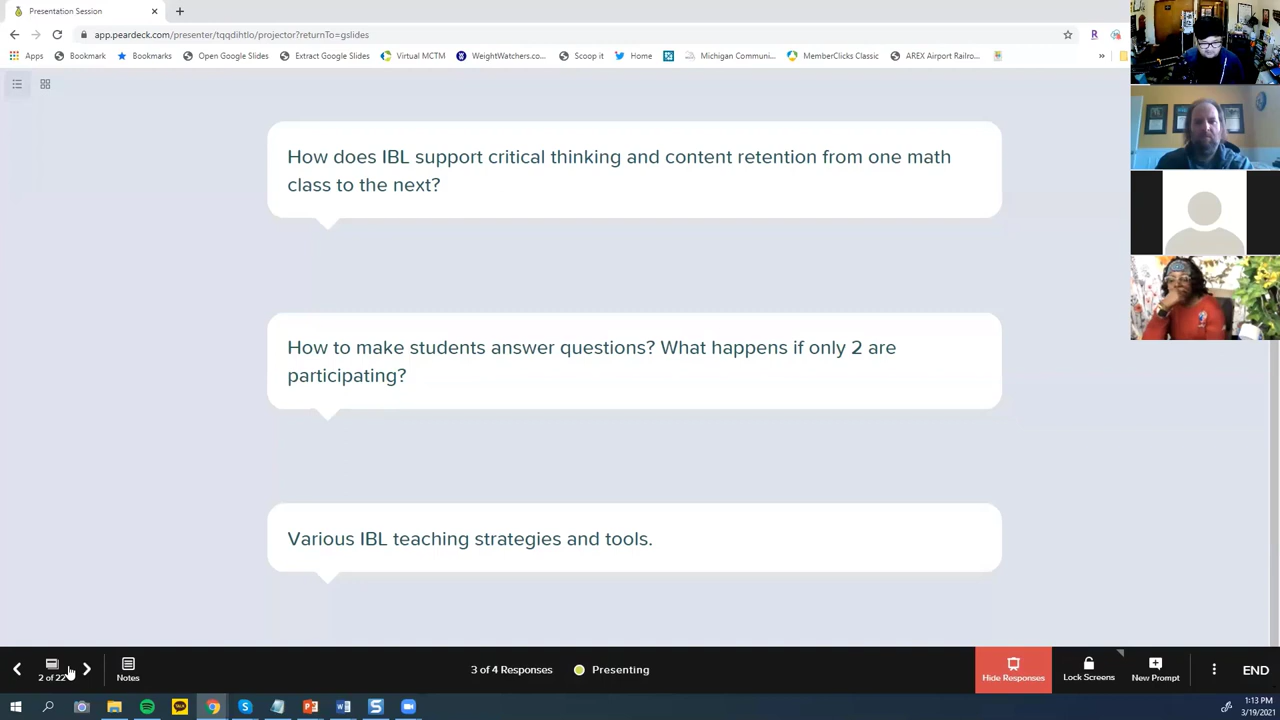 Presentation Session
app.peardeck.com/presenter/tqqdihtlo/projector?returnTo=gslides
Apps
Bookmark
Bookmarks
Open Google Slides
Extract Google Slides
Virtual MCTM
WeightWatchers.co...
Scoop it
Home
Michigan Communi...
MemberClicks Classic
AREX Airport Railro...
»
How does IBL support critical thinking and content retention from one math
class to the next?
How to make students answer questions? What happens if only 2 are
participating?
Various IBL teaching strategies and tools.
2 of 22
Notes
3 of 4 Responses
Presenting
Hide Responses
Lock Screens
New Prompt
END
1:13 PM
3/19/2021